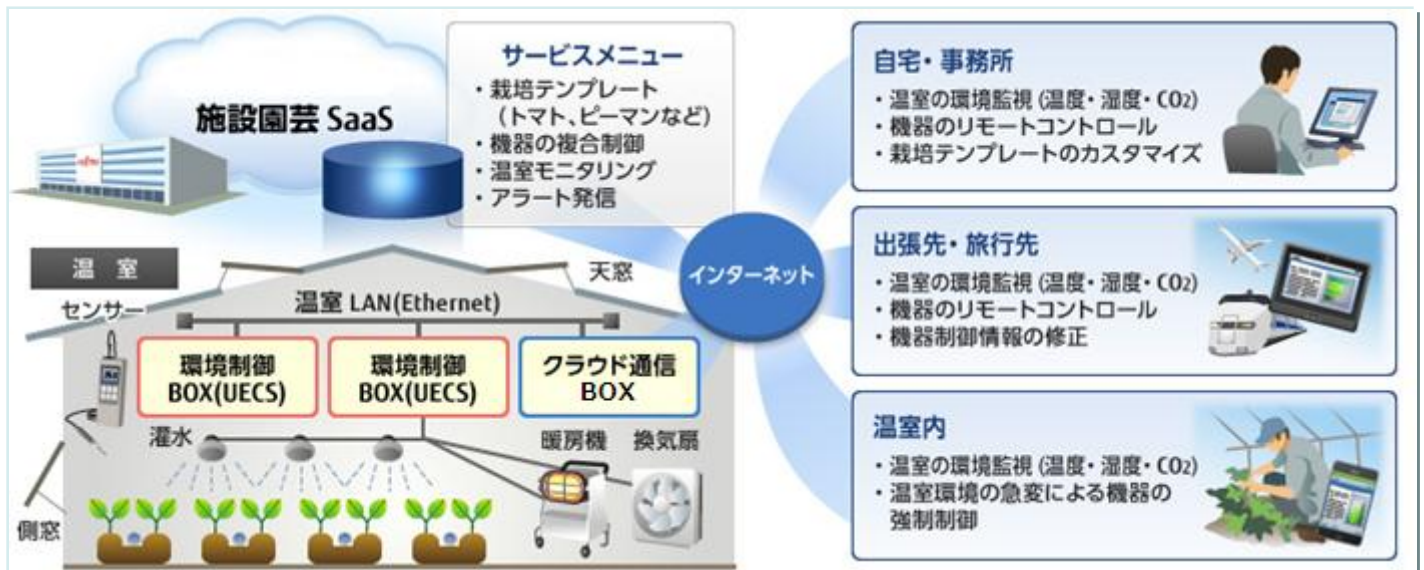 施設園芸 SaaS
FUJITSU
サービスメニュー
・栽培テンプレート
（トマト、ピーマンなど）
・機器の複合制御
・温室モニタリング
・アラート発信
温 室
センサー
天窓
温室 LAN(Ethernet)
環境制御
BOX(UECS)
環境制御
BOX(UECS)
クラウド通信
BOX
灌水
暖房機
換気扇
側窓
インターネット
自宅・事務所
・温室の環境監視 (温度・湿度・CO2)
・機器のリモートコントロール
・栽培テンプレートのカスタマイズ
出張先・旅行先
・温室の環境監視 (温度・湿度・CO2)
・機器のリモートコントロール
・機器制御情報の修正
温室内
・温室の環境監視 (温度・湿度・CO2)
・温室環境の急変による機器の
強制制御